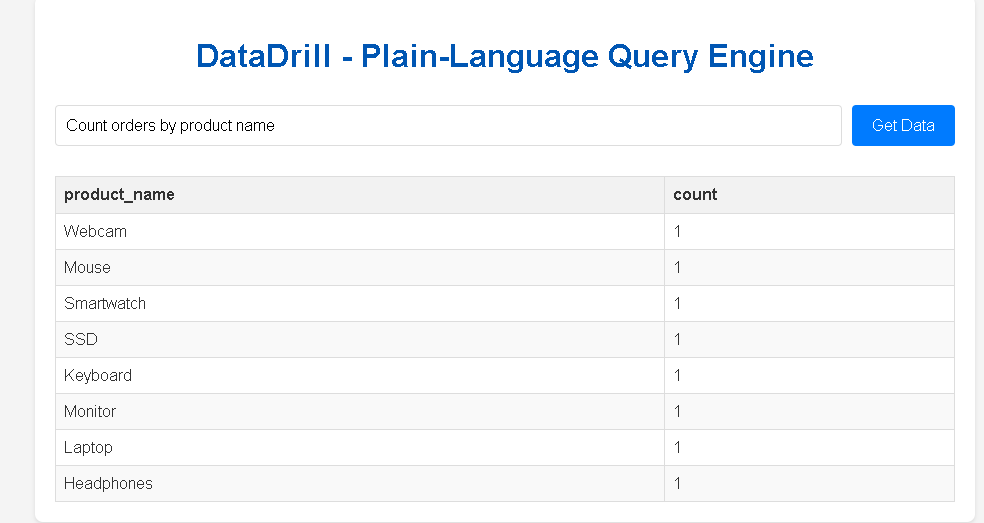 DataDrill - Plain-Language Query Engine
Count orders by product name
Get Data
product_name count
Webcam 1
Mouse 1
Smartwatch 1
SSD 1
Keyboard 1
Monitor 1
Laptop 1
Headphones 1